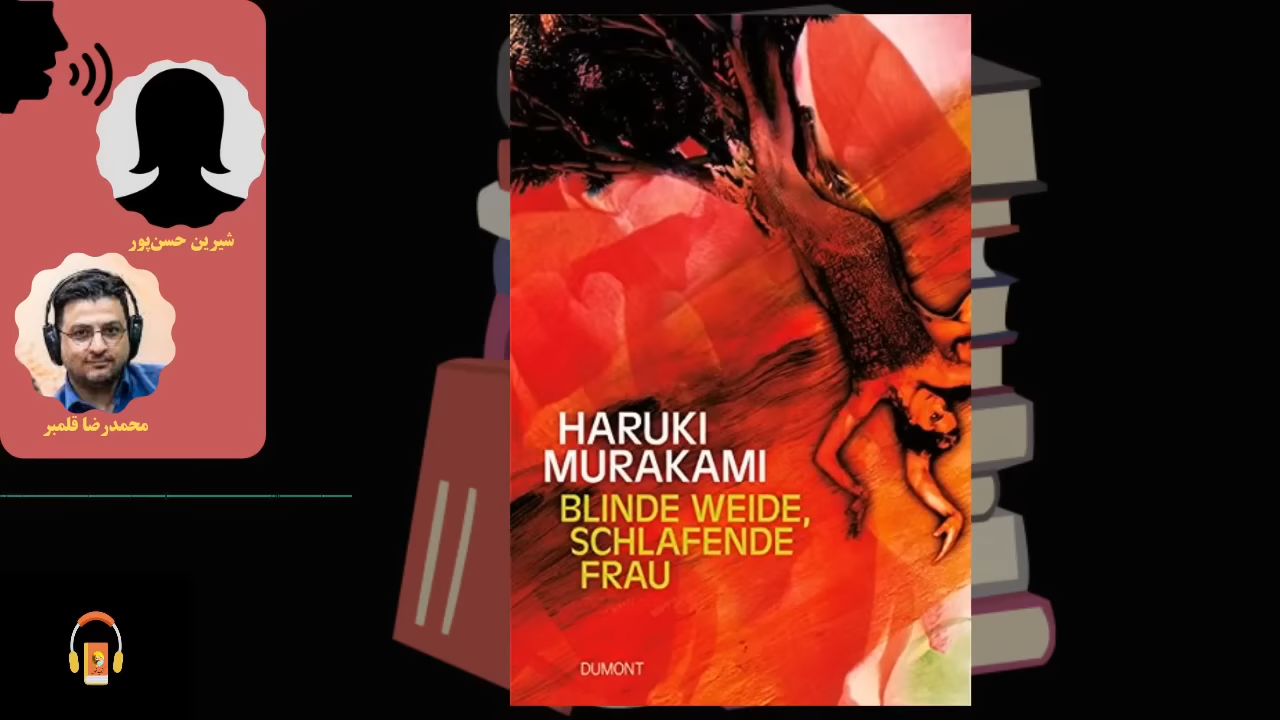 شیرین حسن‌پور
محمدرضا قلمبر
HARUKI
MURAKAMI
BLINDE WEIDE,
SCHLAFENDE
FRAU
DUMONT